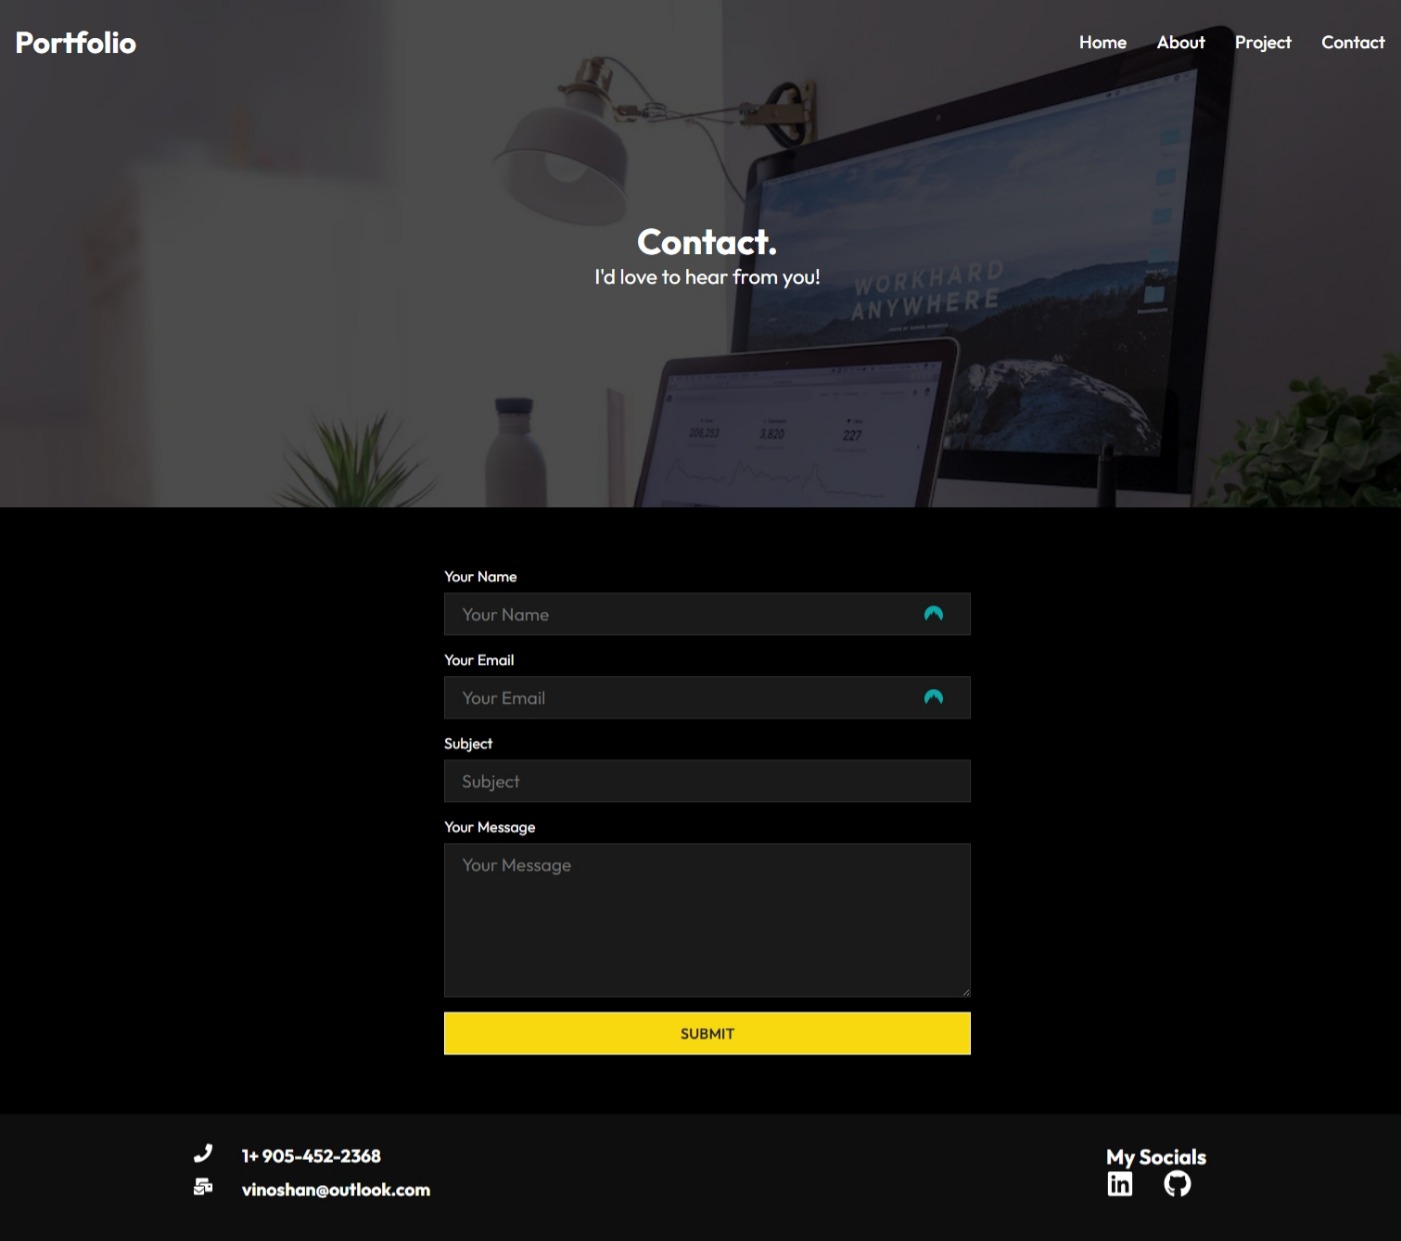 Portfolio
Home About Project Contact
Contact.
I'd love to hear from you!
WORKHARD
ANYWHERE
206,253 3,820 227
Your Name
Your Name
Your Email
Your Email
Subject
Subject
Your Message
Your Message
SUBMIT
1+ 905-452-2368
vinoshan@outlook.com
My Socials
in